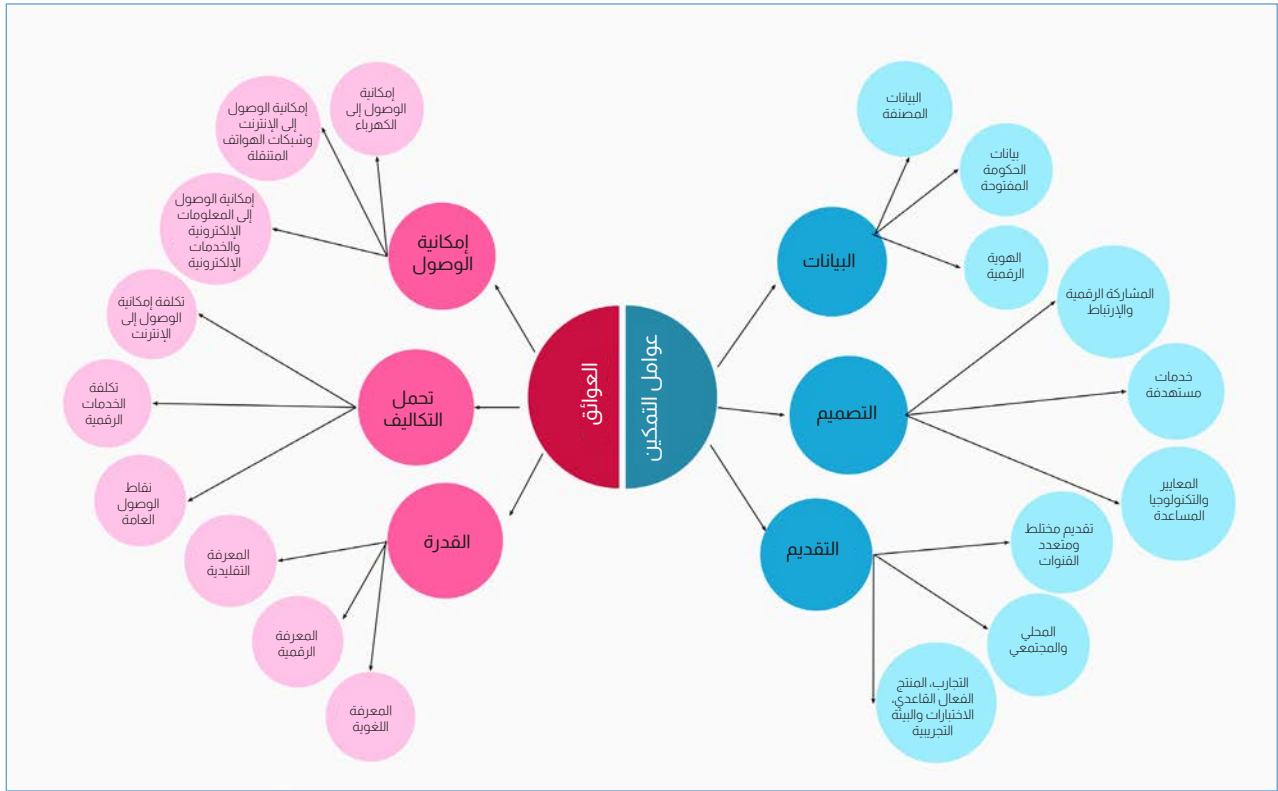 عوامل التمكين
البيانات
البيانات
المصنفة
بيانات
الحكومة
المفتوحة
الهوية
الرقمية
التصميم
المشاركة الرقمية
والإرتباط
خدمات
مستهدفة
المعايير
والتكنولوجيا
المساعدة
التقديم
تقديم مختلط
ومتعدد
القنوات
المحلي
والمجتمعي
التجارب، المنتج
الفعال القاعدي،
الاختبارات والبيئة
التجريبية
العوائق
إمكانية
الوصول
إمكانية
الوصول إلى
الكهرباء
إمكانية الوصول
إلى الإنترنت
وشبكات الهواتف
المتنقلة
إمكانية الوصول
إلى المعلومات
الإلكترونية
والخدمات
الإلكترونية
تحمل
التكاليف
تكلفة إمكانية
الوصول إلى
الإنترنت
تكلفة
الخدمات
الرقمية
نقاط
الوصول
العامة
القدرة
المعرفة
التقليدية
المعرفة
الرقمية
المعرفة
اللغوية